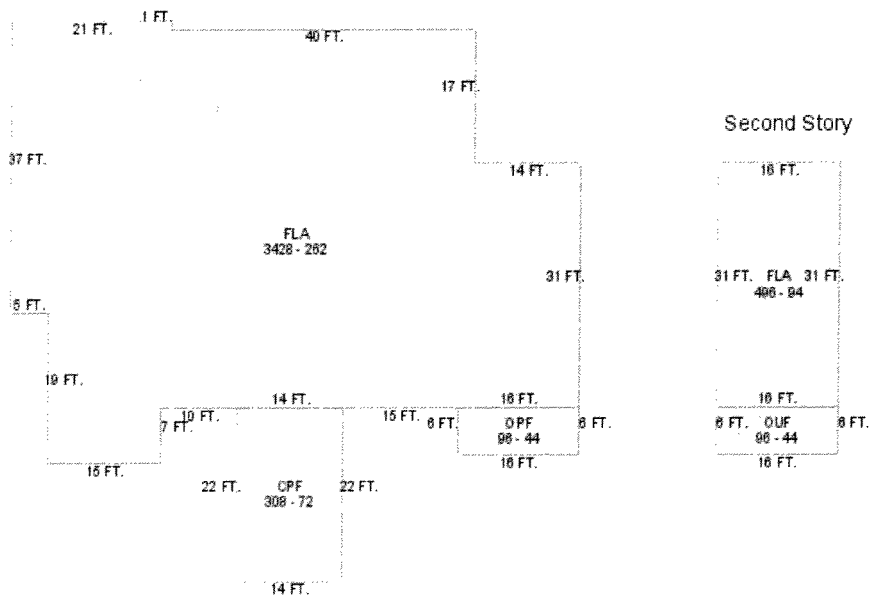 21 FT.
1 FT.
40 FT.
17 FT.
Second Story
37 FT.
14 FT.
16 FT.
FLA
3428 - 262
31 FT.
31 FT. FLA 31 FT.
496 - 94
5 FT.
19 FT.
14 FT.
16 FT.
16 FT.
10 FT.
15 FT.
7 FT.
6 FT. OPF 6 FT.
96 - 44
6 FT. OUF 6 FT.
96 - 44
15 FT.
16 FT.
16 FT.
22 FT. OPF 22 FT.
308 - 72
14 FT.